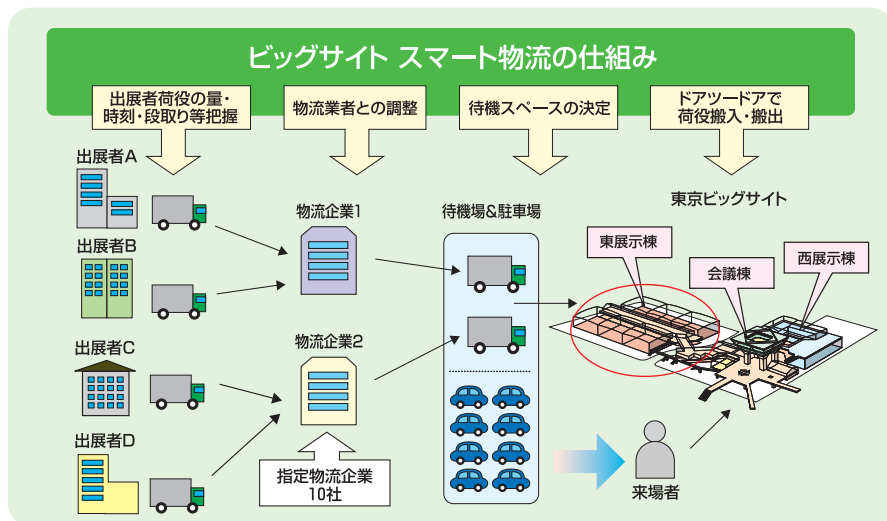 ビッグサイト スマート物流の仕組み
出展者荷役の量・
時刻・段取り等把握
物流業者との調整
待機スペースの決定
ドアツードアで
荷役搬入・搬出
出展者A
出展者B
出展者C
出展者D
物流企業1
物流企業2
指定物流企業
10社
待機場&駐車場
東京ビッグサイト
東展示棟
会議棟
西展示棟
来場者